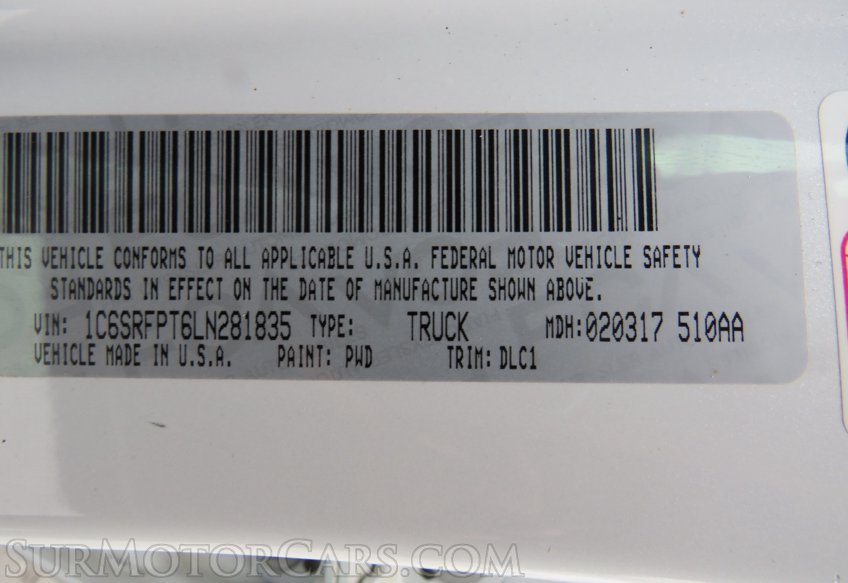 THIS VEHICLE CONFORMS TO ALL APPLICABLE U.S.A. FEDERAL MOTOR VEHICLE SAFETY
STANDARDS IN EFFECT ON THE DATE OF MANUFACTURE SHOWN ABOVE.
VIN: 1C6SRFPT6LN281835 TYPE: TRUCK MDH: 020317 510AA
VEHICLE MADE IN U.S.A. PAINT: PWD TRIM: DLC1
SURMOTORCARS.COM